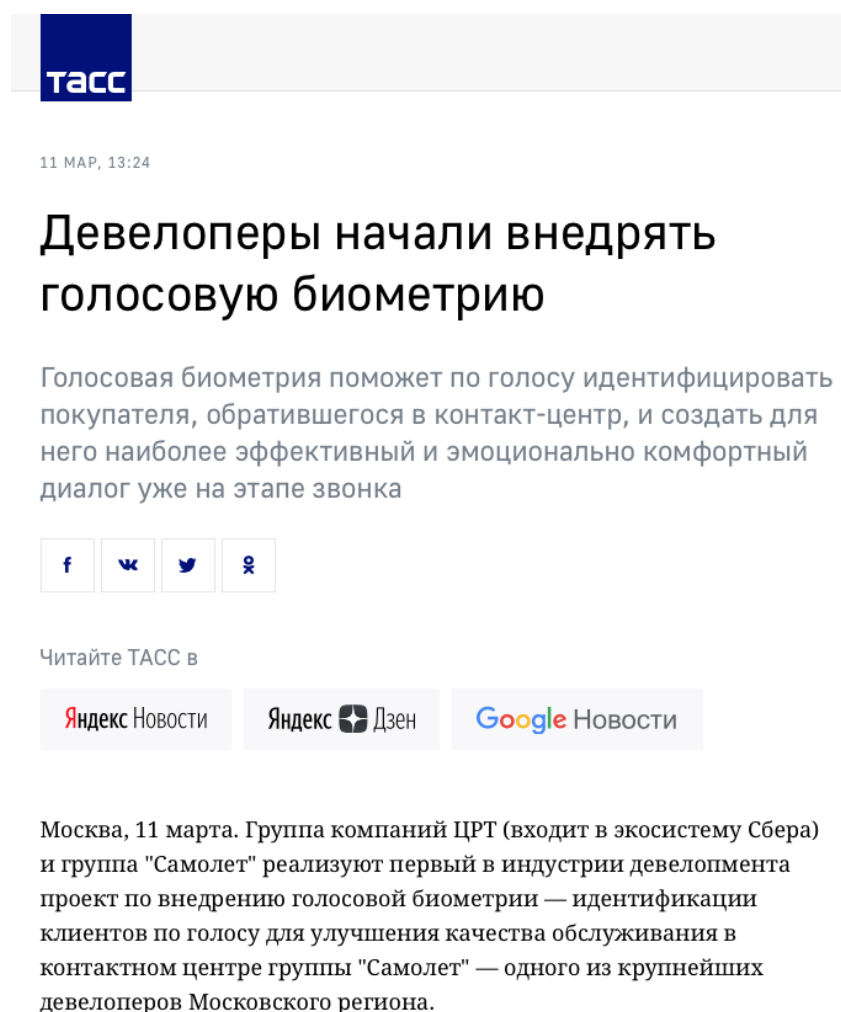 тасс
11 МАР, 13:24
Девелоперы начали внедрять
голосовую биометрию
Голосовая биометрия поможет по голосу идентифицировать
покупателя, обратившегося в контакт-центр, и создать для
него наиболее эффективный и эмоционально комфортный
диалог уже на этапе звонка
Читайте ТАСС в
Яндекс Новости Яндекс Дзен Google Новости
Москва, 11 марта. Группа компаний ЦРТ (входит в экосистему Сбера)
и группа "Самолет" реализуют первый в индустрии девелопмента
проект по внедрению голосовой биометрии — идентификации
клиентов по голосу для улучшения качества обслуживания в
контактном центре группы "Самолет" — одного из крупнейших
девелоперов Московского региона.